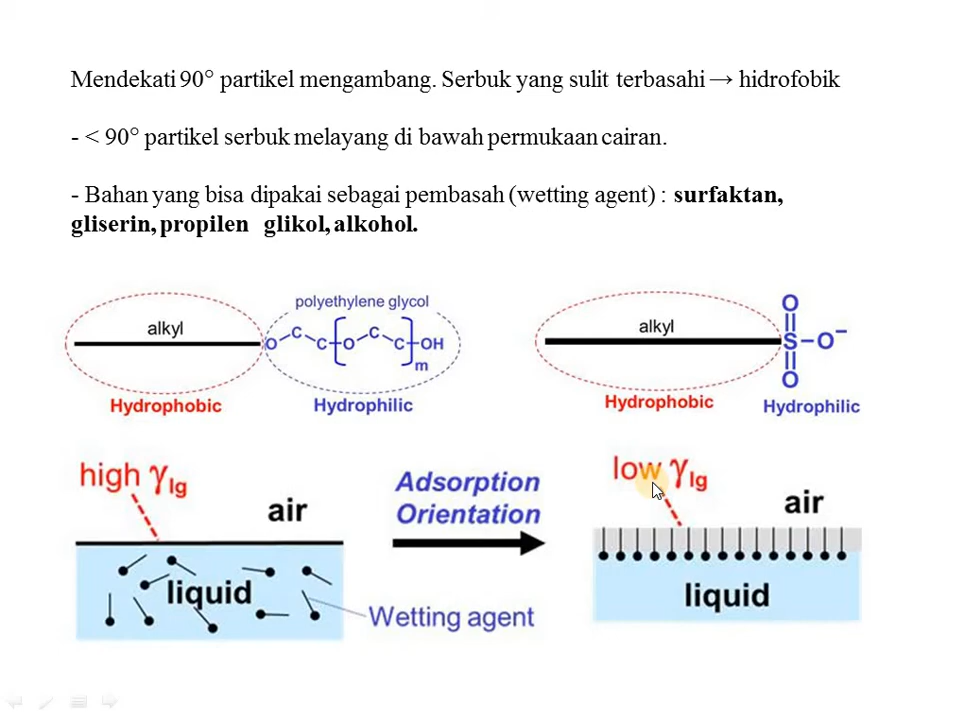 Mendekati 90° partikel mengambang. Serbuk yang sulit terbasahi → hidrofobik
- < 90° partikel serbuk melayang di bawah permukaan cairan.
- Bahan yang bisa dipakai sebagai pembasah (wetting agent) : surfaktan,
gliserin, propilen glikol, alkohol.
polyethylene glycol
alkyl
O C C O C C OH
m
Hydrophobic
Hydrophilic
alkyl
O
S O⁻
O
Hydrophobic
Hydrophilic
high γlg
air
liquid
Wetting agent
Adsorption
Orientation
low γlg
air
liquid